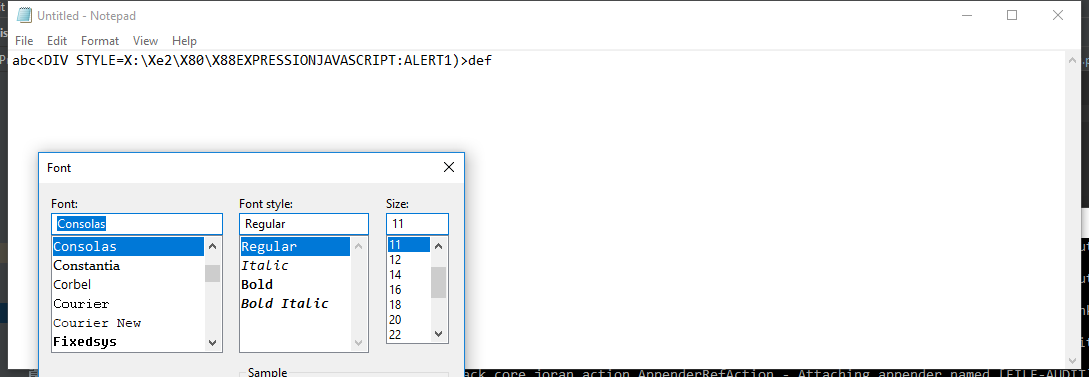 Untitled - Notepad
File Edit Format View Help
abc<DIV STYLE=X:\Xe2\X80\X88EXPRESSIONJAVASCRIPT:ALERT1)>def
Font
Font: Font style: Size:
Consolas Regular 11
Consolas Regular 11
Constantia Italic 12
Corbel Bold 14
Courier Bold Italic 16
Courier New 18
Fixedsys 20
22
Sample
ack core joran action AppenderRefAction - Attaching appender named [FILE-AUDIT